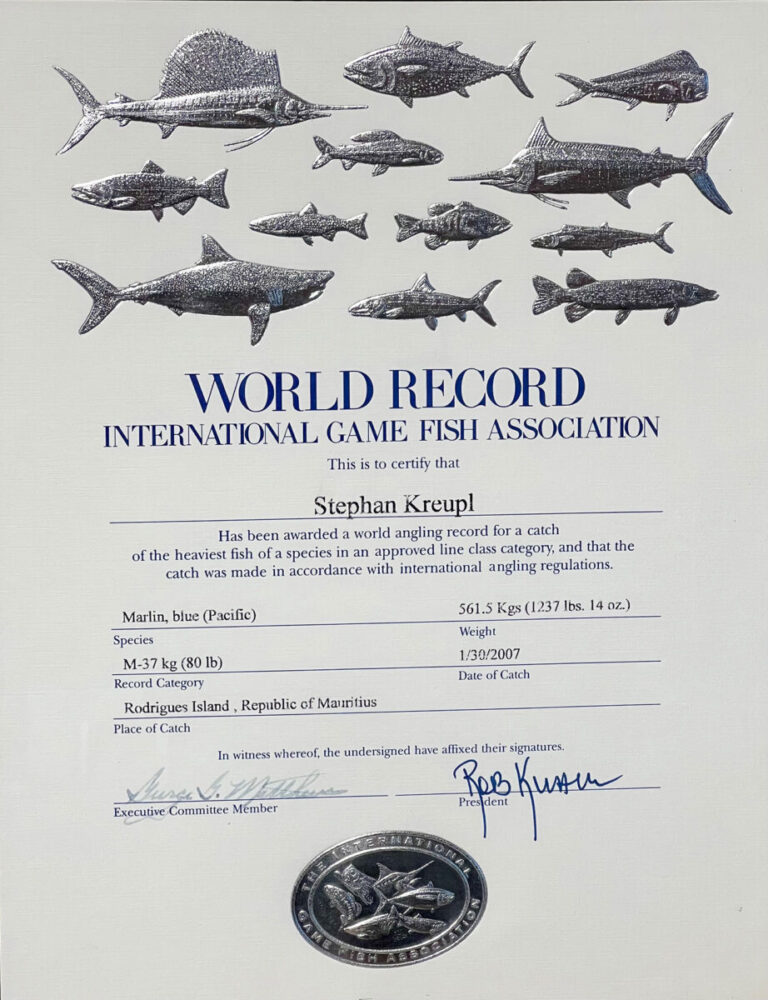 WORLD RECORD
INTERNATIONAL GAME FISH ASSOCIATION
This is to certify that
Stephan Kreupl
Has been awarded a world angling record for a catch
of the heaviest fish of a species in an approved line class category, and that the
catch was made in accordance with international angling regulations.
Marlin, blue (Pacific) 561.5 Kgs (1237 lbs. 14 oz.)
Species Weight
M-37 kg (80 lb) 1/30/2007
Record Category Date of Catch
Rodrigues Island , Republic of Mauritius
Place of Catch
In witness whereof, the undersigned have affixed their signatures.
George G. Matthews Rob Kramer
Executive Committee Member President
THE INTERNATIONAL
GAME FISH ASSOCIATION